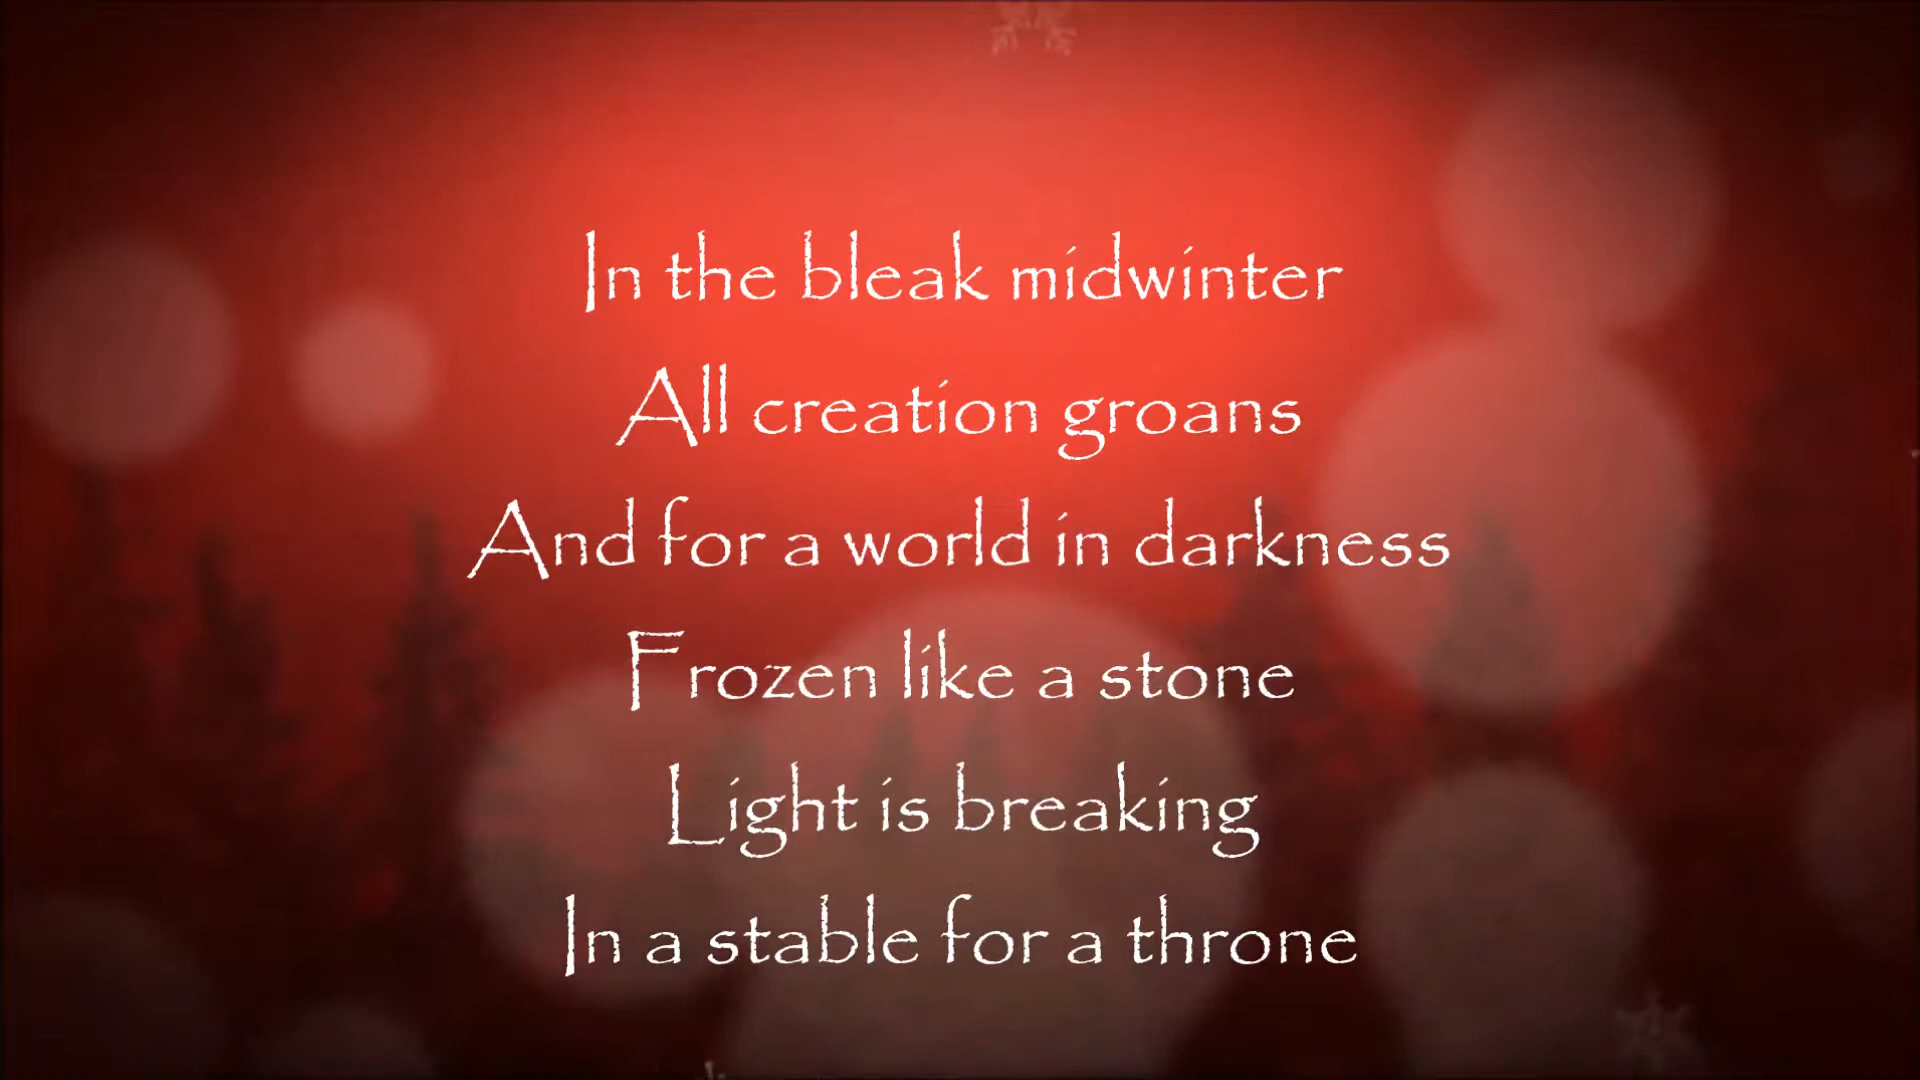 In the bleak midwinter
All creation groans
And for a world in darkness
Frozen like a stone
Light is breaking
In a stable for a throne